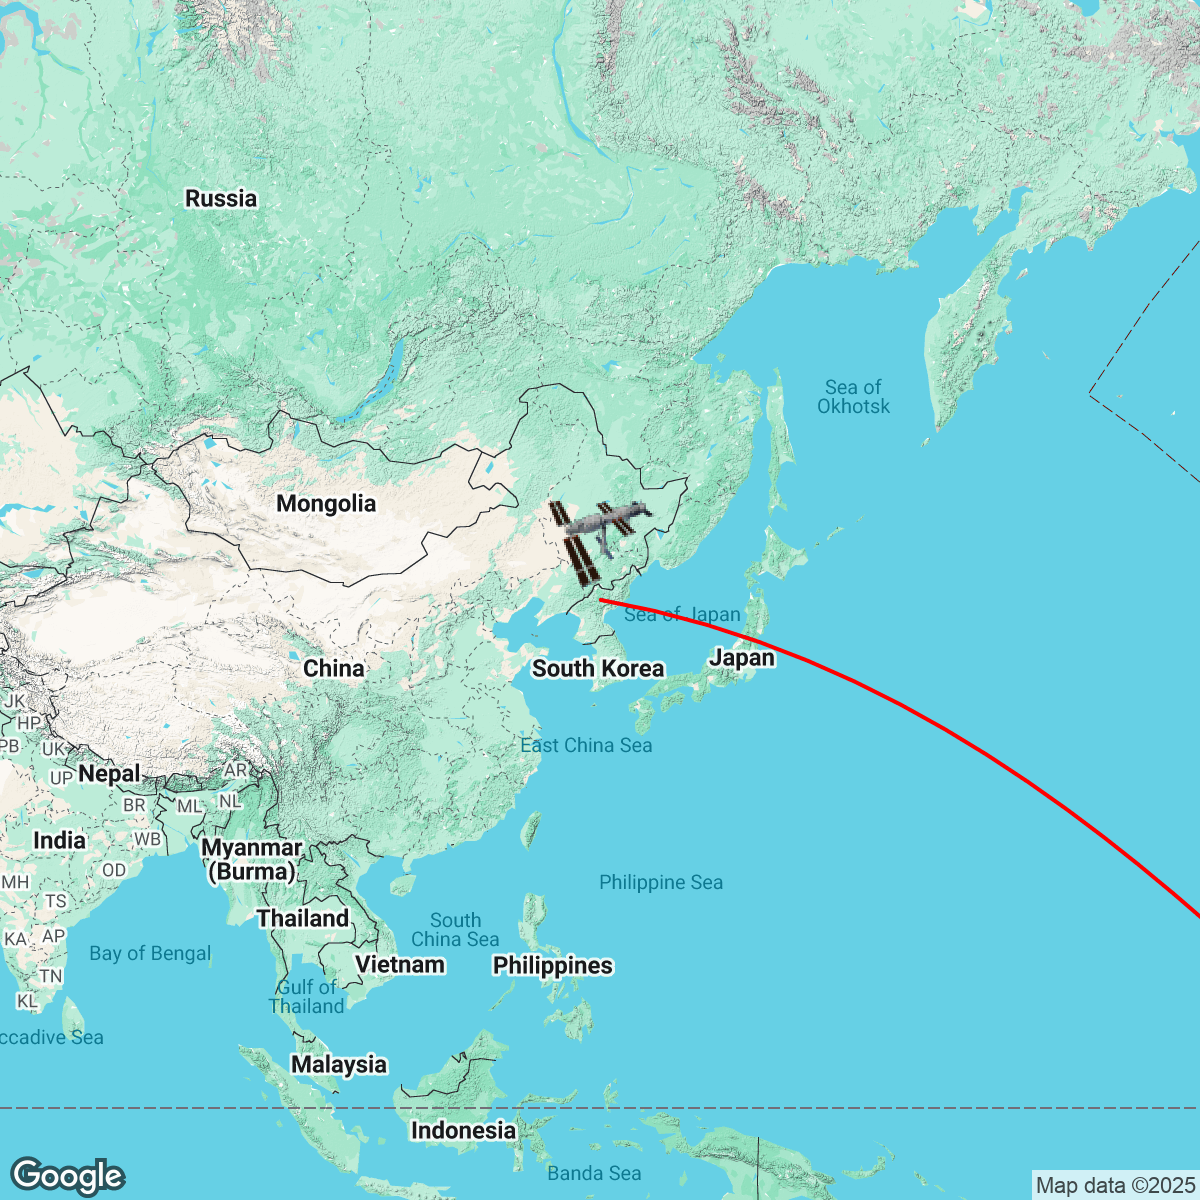 Russia
Sea of
Okhotsk
Mongolia
Sea of Japan
China
South Korea
Japan
JK
HP
PB
UK
East China Sea
UP
Nepal
AR
BR
ML
NL
India
WB
Myanmar
(Burma)
OD
MH
TS
Philippine Sea
Thailand
South
China Sea
KA
AP
Bay of Bengal
Vietnam
Philippines
TN
KL
Gulf of
Thailand
ccadive Sea
Malaysia
Indonesia
Banda Sea
Google
Map data ©2025